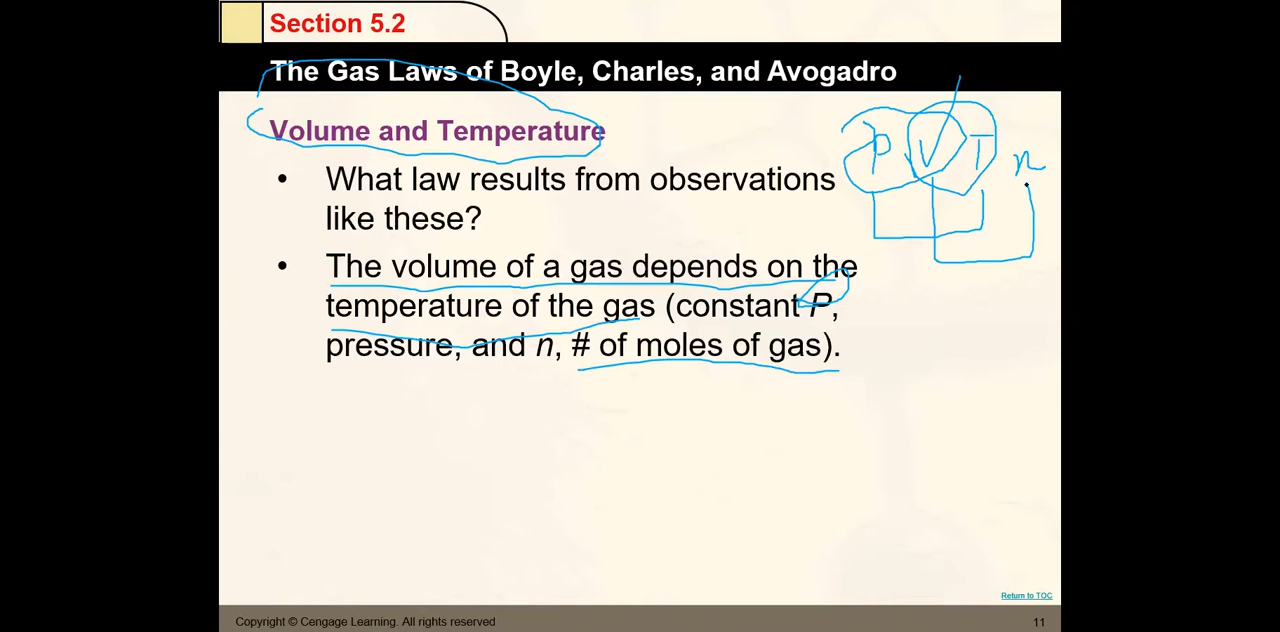 Section 5.2
The Gas Laws of Boyle, Charles, and Avogadro
Volume and Temperature
P V T n
• What law results from observations
like these?
• The volume of a gas depends on the
temperature of the gas (constant P,
pressure, and n, # of moles of gas).
Return to TOC
Copyright © Cengage Learning. All rights reserved 11